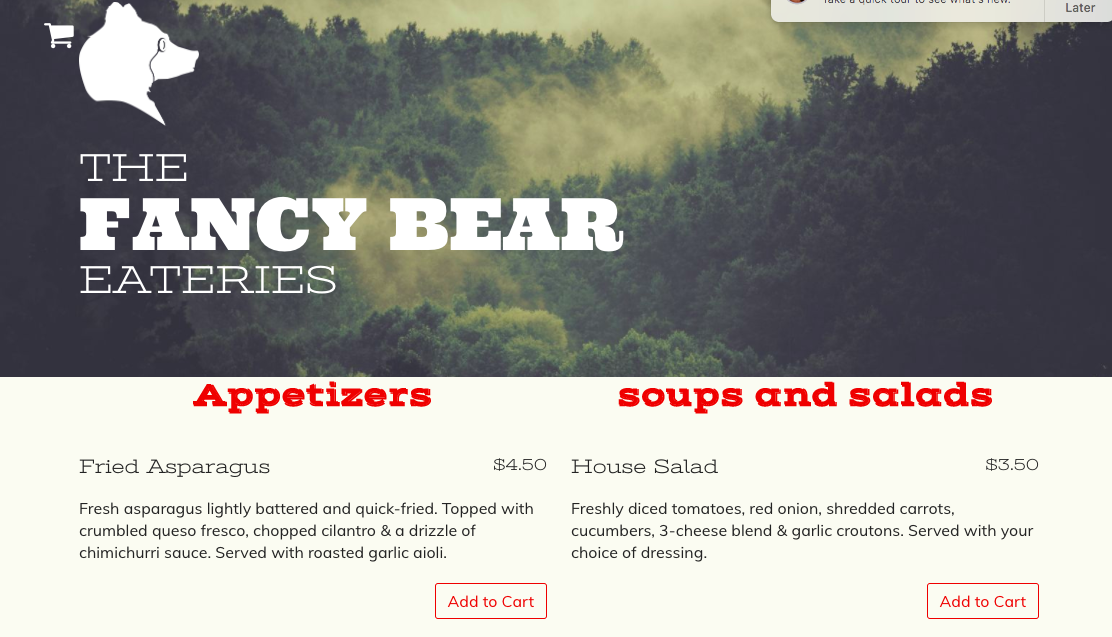 Take a quick tour to see what's new.
Later
THE
FANCY BEAR
EATERIES
Appetizers
Fried Asparagus
$4.50
Fresh asparagus lightly battered and quick-fried. Topped with
crumbled queso fresco, chopped cilantro & a drizzle of
chimichurri sauce. Served with roasted garlic aioli.
Add to Cart
soups and salads
House Salad
$3.50
Freshly diced tomatoes, red onion, shredded carrots,
cucumbers, 3-cheese blend & garlic croutons. Served with your
choice of dressing.
Add to Cart